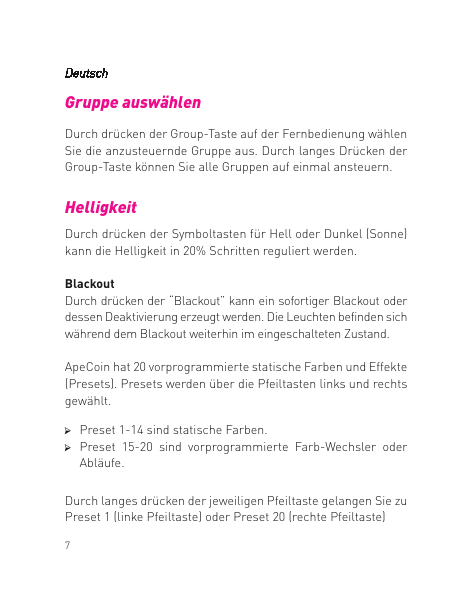 Deutsch
Gruppe auswählen
Durch drücken der Group-Taste auf der Fernbedienung wählen
Sie die anzusteuernde Gruppe aus. Durch langes Drücken der
Group-Taste können Sie alle Gruppen auf einmal ansteuern.
Helligkeit
Durch drücken der Symboltasten für Hell oder Dunkel (Sonne)
kann die Helligkeit in 20% Schritten reguliert werden.
Blackout
Durch drücken der “Blackout” kann ein sofortiger Blackout oder
dessen Deaktivierung erzeugt werden. Die Leuchten befinden sich
während dem Blackout weiterhin im eingeschalteten Zustand.
ApeCoin hat 20 vorprogrammierte statische Farben und Effekte
(Presets). Presets werden über die Pfeiltasten links und rechts
gewählt.
➢ Preset 1-14 sind statische Farben.
➢ Preset 15-20 sind vorprogrammierte Farb-Wechsler oder
Abläufe.
Durch langes drücken der jeweiligen Pfeiltaste gelangen Sie zu
Preset 1 (linke Pfeiltaste) oder Preset 20 (rechte Pfeiltaste)
7